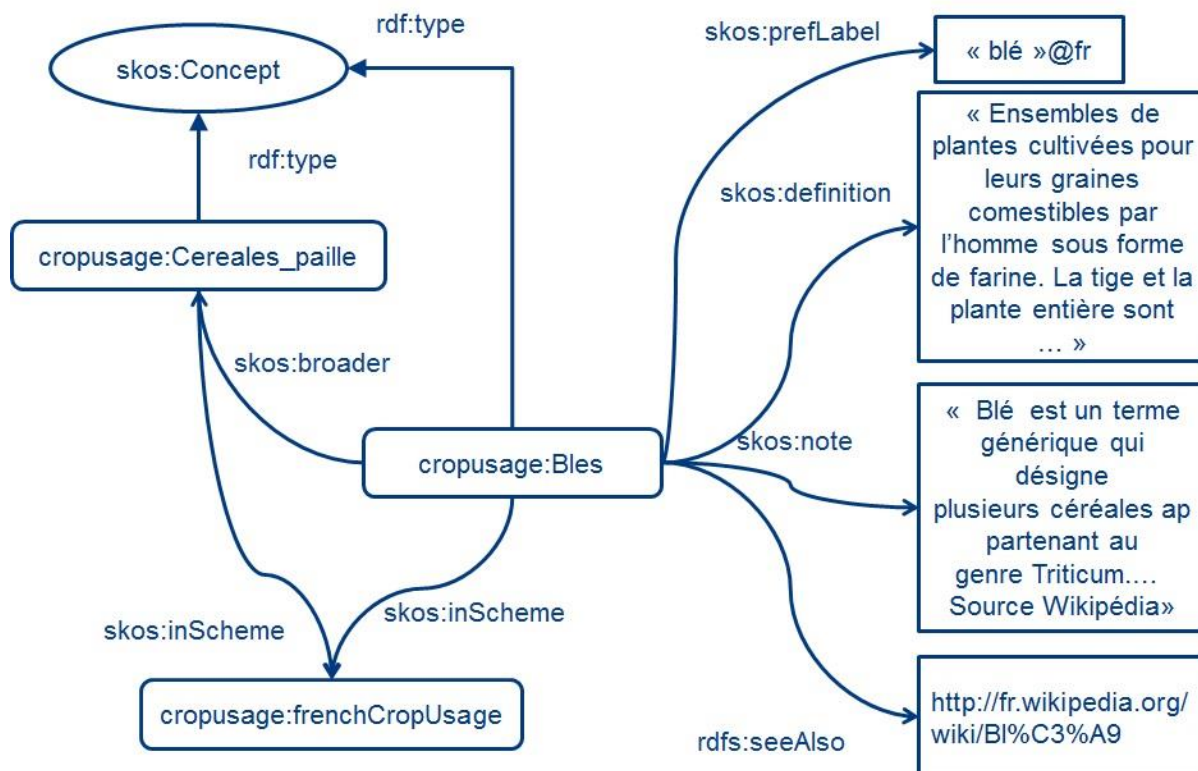 rdf:type
skos:prefLabel
skos:Concept
« blé »@fr
rdf:type
« Ensembles de
plantes cultivées pour
leurs graines
comestibles par
l’homme sous forme
de farine. La tige et la
plante entière sont
... »
skos:definition
cropusage:Cereales_paille
skos:broader
cropusage:Bles
skos:note
« Blé est un terme
générique qui
désigne
plusieurs céréales ap
partenant au
genre Triticum....
Source Wikipédia»
skos:inScheme
skos:inScheme
cropusage:frenchCropUsage
rdfs:seeAlso
http://fr.wikipedia.org/
wiki/Bl%C3%A9